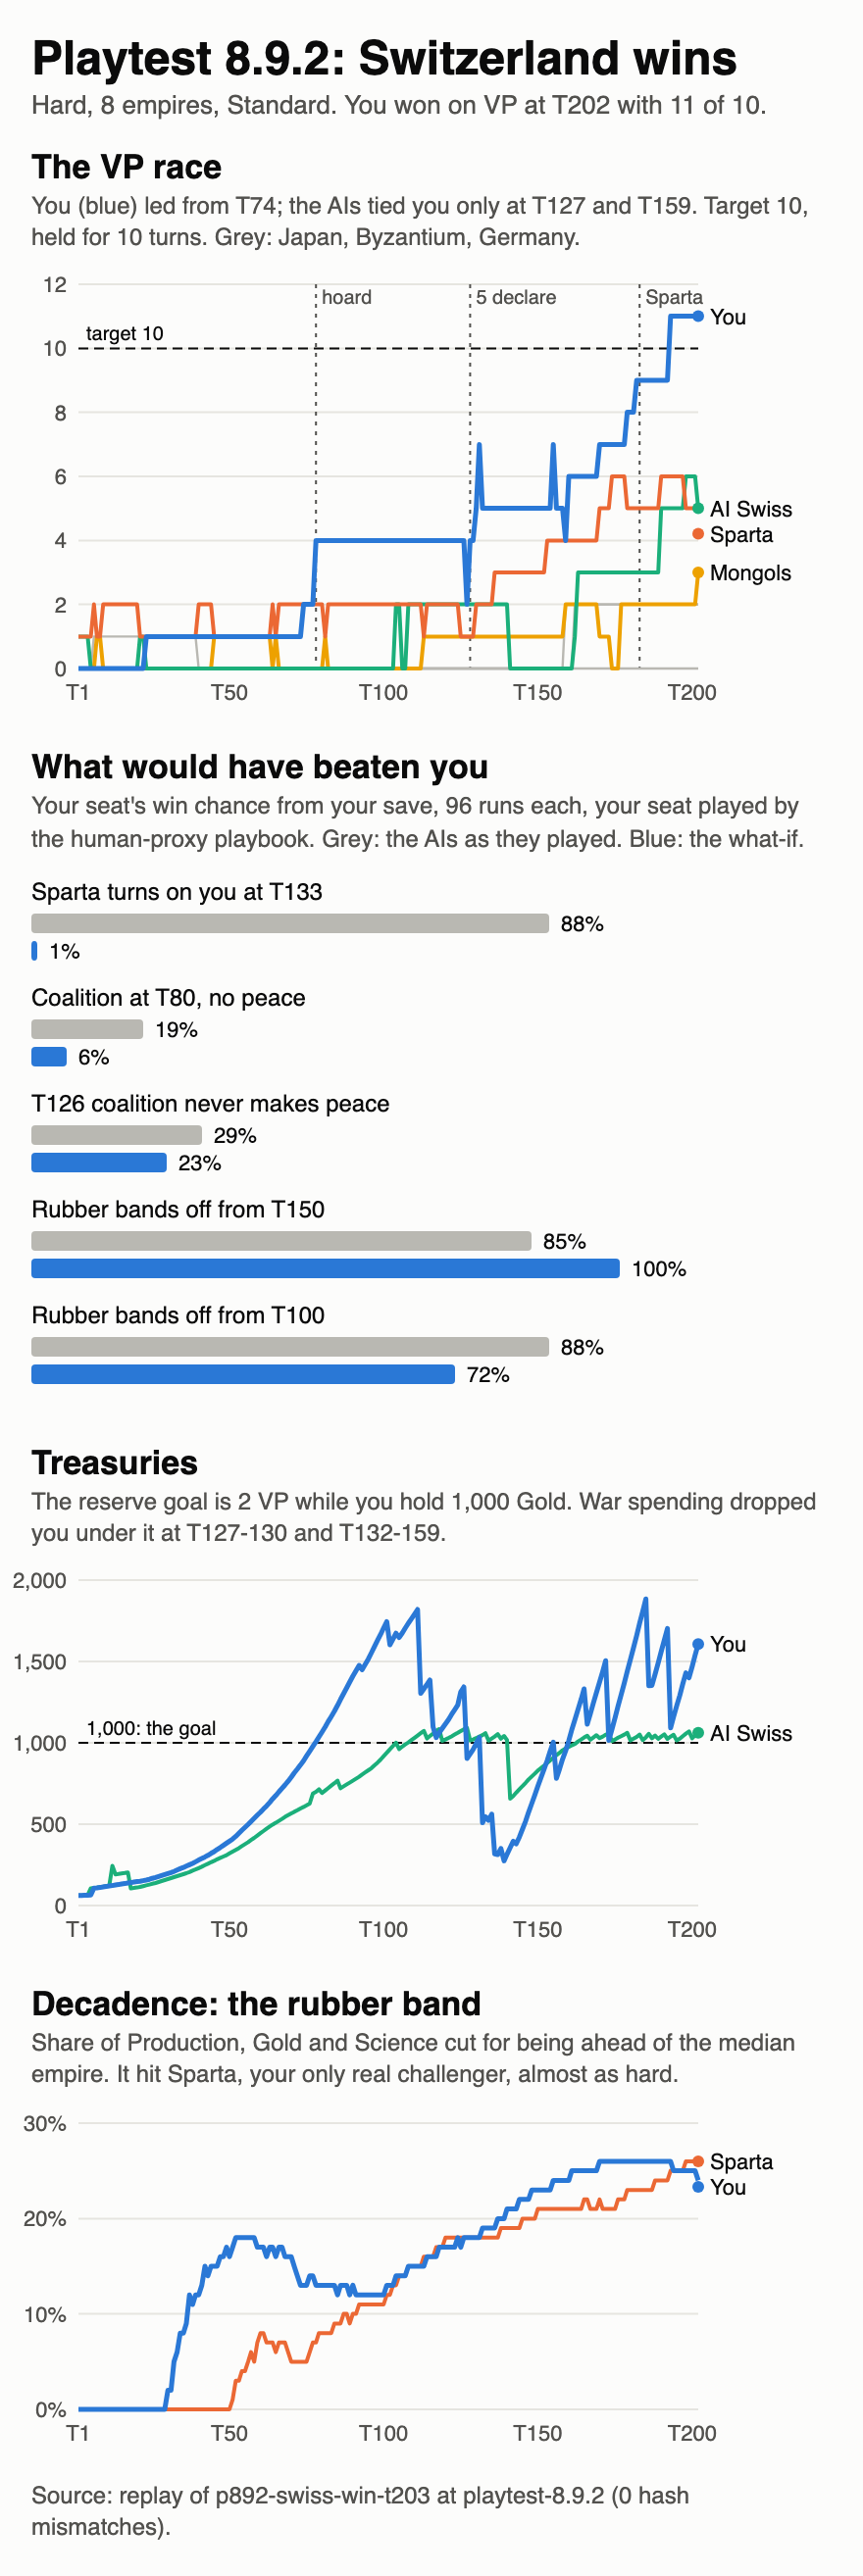 Playtest 8.9.2: Switzerland wins
Hard, 8 empires, Standard. You won on VP at T202 with 11 of 10.
The VP race
You (blue) led from T74; the AIs tied you only at T127 and T159. Target 10,
held for 10 turns. Grey: Japan, Byzantium, Germany.
12
hoard
5 declare
Sparta
You
target 10
10
8
6
AI Swiss
Sparta
4
Mongols
2
0
T1
T50
T100
T150
T200
What would have beaten you
Your seat's win chance from your save, 96 runs each, your seat played by
the human-proxy playbook. Grey: the AIs as they played. Blue: the what-if.
Sparta turns on you at T133
88%
1%
Coalition at T80, no peace
19%
6%
T126 coalition never makes peace
29%
23%
Rubber bands off from T150
85%
100%
Rubber bands off from T100
88%
72%
Treasuries
The reserve goal is 2 VP while you hold 1,000 Gold. War spending dropped
you under it at T127-130 and T132-159.
2,000
1,500
You
1,000: the goal
AI Swiss
1,000
500
0
T1
T50
T100
T150
T200
Decadence: the rubber band
Share of Production, Gold and Science cut for being ahead of the median
empire. It hit Sparta, your only real challenger, almost as hard.
30%
Sparta
You
20%
10%
0%
T1
T50
T100
T150
T200
Source: replay of p892-swiss-win-t203 at playtest-8.9.2 (0 hash
mismatches).